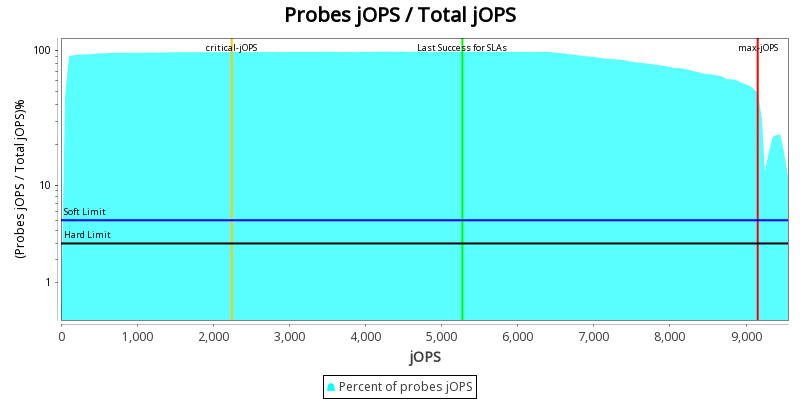 Probes jOPS / Total jOPS
(Probes jOPS / Total jOPS)%
100
10
1
critical-jOPS
Last Success for SLAs
max-jOPS
Soft Limit
Hard Limit
0
1,000
2,000
3,000
4,000
5,000
6,000
7,000
8,000
9,000
jOPS
Percent of probes jOPS